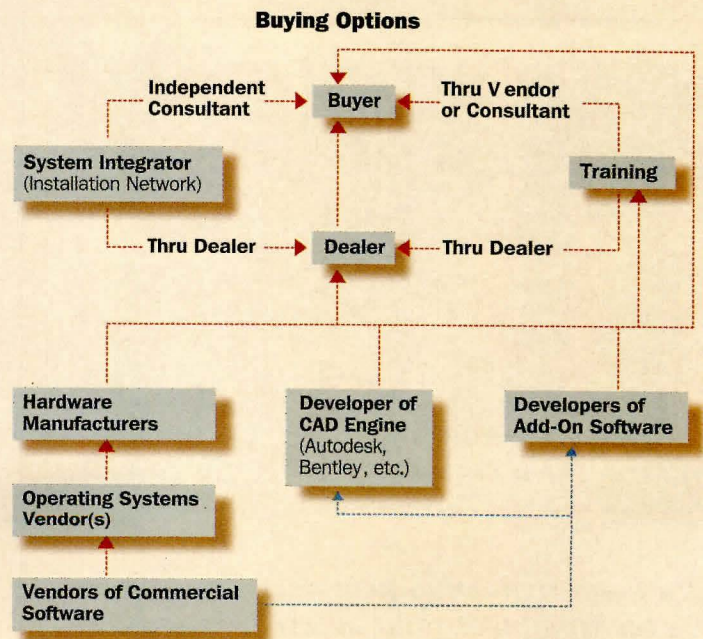 Buying Options
Independent
Consultant
Buyer
Thru Vendor
or Consultant
System Integrator
(Installation Network)
Training
Thru Dealer
Dealer
Thru Dealer
Hardware
Manufacturers
Developer of
CAD Engine
(Autodesk,
Bentley, etc.)
Developers of
Add-On Software
Operating Systems
Vendor(s)
Vendors of Commercial
Software